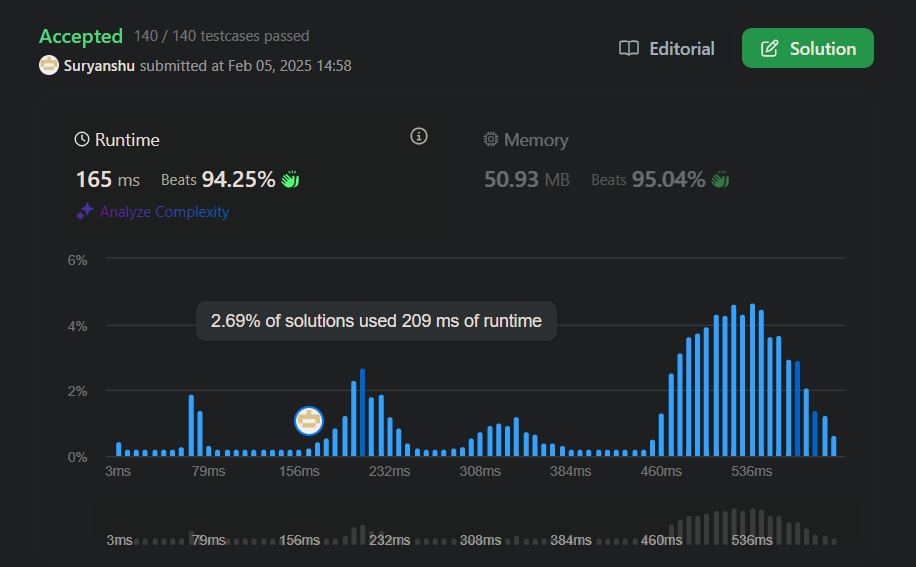 Accepted 140 / 140 testcases passed
Editorial
Solution
Suryanshu submitted at Feb 05, 2025 14:58
Runtime
Memory
165 ms Beats 94.25%
50.93 MB Beats 95.04%
Analyze Complexity
6%
2.69% of solutions used 209 ms of runtime
4%
2%
0%
3ms 79ms 156ms 232ms 308ms 384ms 460ms 536ms
3ms 79ms 156ms 232ms 308ms 384ms 460ms 536ms